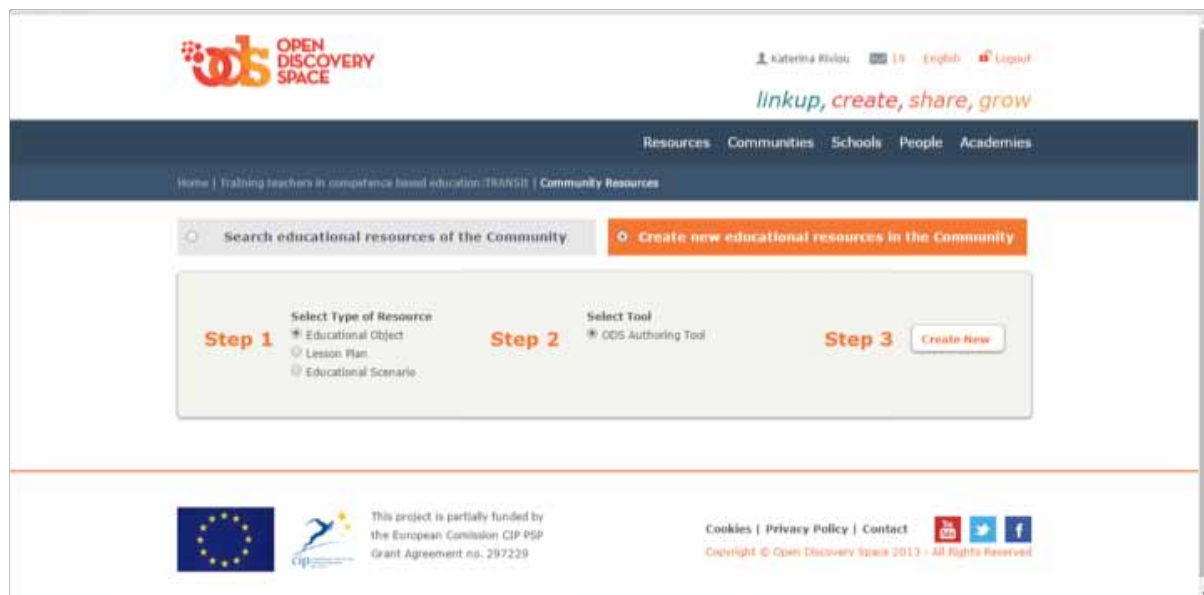 OPEN
DISCOVERY
SPACE
ods
Katerina Riviou 19 English Logout
linkup, create, share, grow
Resources Communities Schools People Academies
Home | Training teachers in competence based education:TRANSIt | Community Resources
Search educational resources of the Community
Create new educational resources in the Community
Step 1
Select Type of Resource
Educational Object
Lesson Plan
Educational Scenario
Step 2
Select Tool
ODS Authoring Tool
Step 3
Create New
cip
This project is partially funded by
the European Comission CIP PSP
Grant Agreement no. 297229
Cookies | Privacy Policy | Contact
Copyright © Open Discovery Space 2013 - All Rights Reserved